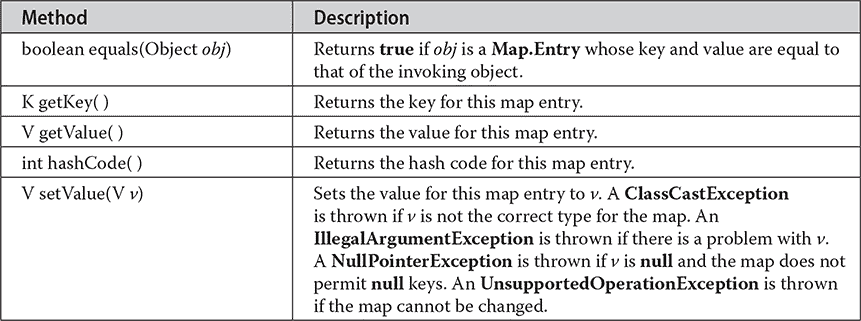 Method Description
boolean equals(Object obj) Returns true if obj is a Map.Entry whose key and value are equal to
that of the invoking object.
K getKey( ) Returns the key for this map entry.
V getValue( ) Returns the value for this map entry.
int hashCode( ) Returns the hash code for this map entry.
V setValue(V v) Sets the value for this map entry to v. A ClassCastException
is thrown if v is not the correct type for the map. An
IllegalArgumentException is thrown if there is a problem with v.
A NullPointerException is thrown if v is null and the map does not
permit null keys. An UnsupportedOperationException is thrown
if the map cannot be changed.